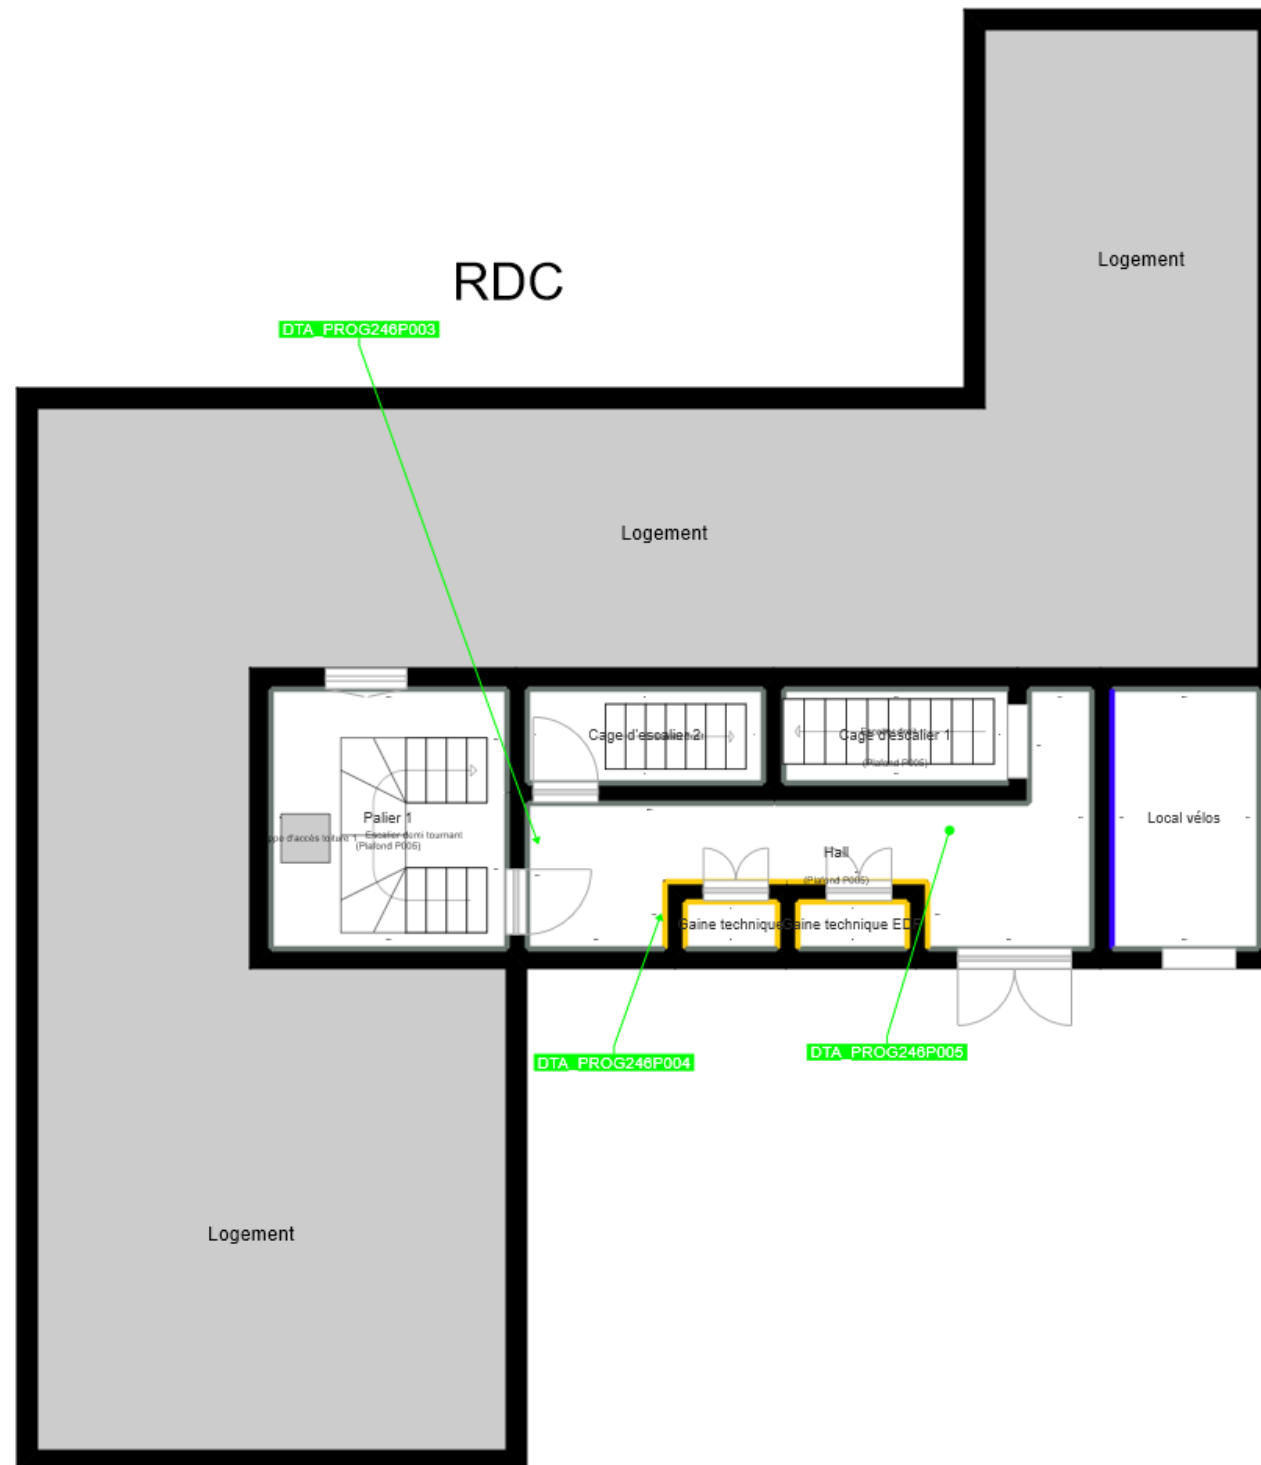 Logement
RDC
DTA_PROG246P003
Logement
Cage d'escalier 2
Cage d'escalier 1
(Plafond P005)
Palier 1
Escalier demi tournant
(Plafond P005)
Local vélos
Hall
(Plafond P005)
Gaine technique
Gaine technique EDF
DTA_PROG246P004
DTA_PROG246P005
Logement